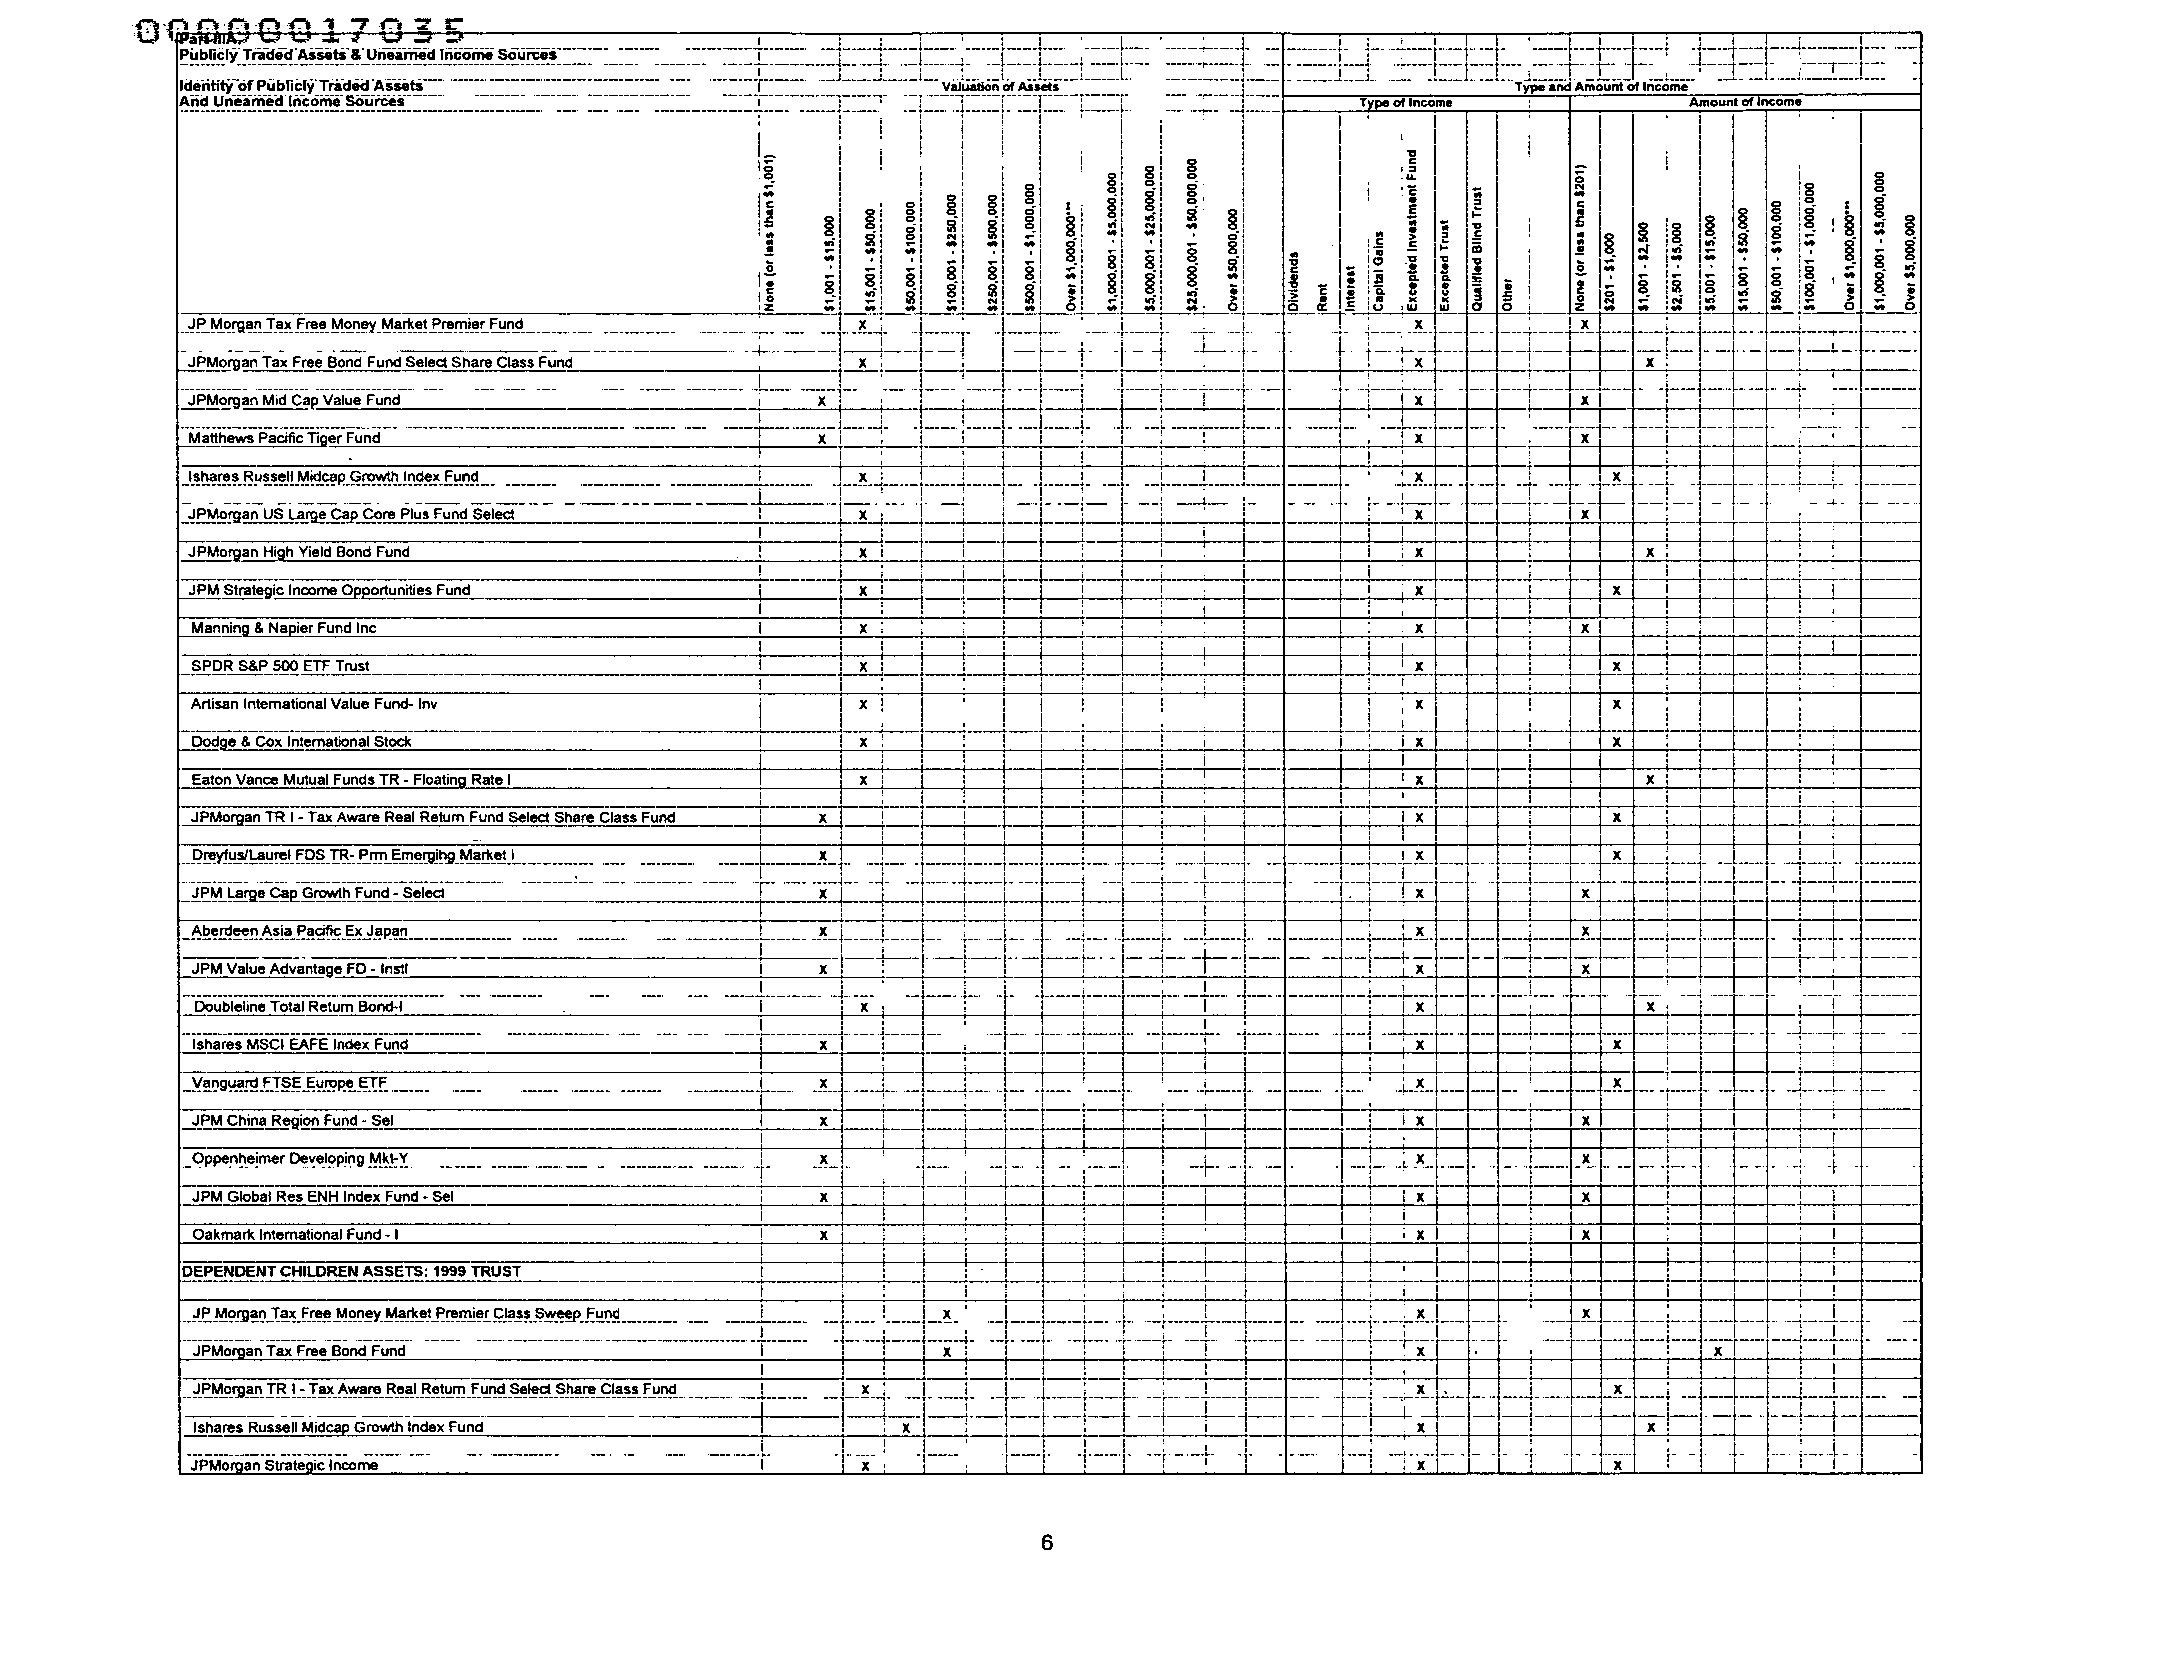 00000017035
Part IIIA.
Publicly Traded Assets & Unearned Income Sources
Identity of Publicly Traded Assets
And Unearned Income Sources
Valuation of Assets
Type and Amount of Income
Type of Income
Amount of Income
None (or less than $1,001)
$1,001 - $15,000
$15,001 - $50,000
$50,001 - $100,000
$100,001 - $250,000
$250,001 - $500,000
$500,001 - $1,000,000
Over $1,000,000***
$1,000,001 - $5,000,000
$5,000,001 - $25,000,000
$25,000,001 - $50,000,000
Over $50,000,000
Dividends
Rent
Interest
Capital Gains
Excepted Investment Fund
Excepted Trust
Qualified Blind Trust
Other
None (or less than $201)
$201 - $1,000
$1,001 - $2,500
$2,501 - $5,000
$5,001 - $15,000
$15,001 - $50,000
$50,001 - $100,000
$100,001 - $1,000,000
Over $1,000,000***
$1,000,001 - $5,000,000
Over $5,000,000
JP Morgan Tax Free Money Market Premier Fund X X X
JPMorgan Tax Free Bond Fund Select Share Class Fund X X X
JPMorgan Mid Cap Value Fund X X X
Matthews Pacific Tiger Fund X X X
Ishares Russell Midcap Growth Index Fund X X X
JPMorgan US Large Cap Core Plus Fund Select X X X
JPMorgan High Yield Bond Fund X X X
JPM Strategic Income Opportunities Fund X X X
Manning & Napier Fund Inc X X X
SPDR S&P 500 ETF Trust X X X
Artisan International Value Fund- Inv X X X
Dodge & Cox International Stock X X X
Eaton Vance Mutual Funds TR - Floating Rate I X X X
JPMorgan TR I - Tax Aware Real Return Fund Select Share Class Fund X X X
Dreyfus/Laurel FDS TR- Prm Emerging Market I X X X
JPM Large Cap Growth Fund - Select X X X
Aberdeen Asia Pacific Ex Japan X X X
JPM Value Advantage FD - Instl X X X
Doubleline Total Return Bond-I X X X
Ishares MSCI EAFE Index Fund X X X
Vanguard FTSE Europe ETF X X X
JPM China Region Fund - Sel X X X
Oppenheimer Developing Mkt-Y X X X
JPM Global Res ENH Index Fund - Sel X X X
Oakmark International Fund - I X X X
DEPENDENT CHILDREN ASSETS: 1999 TRUST
JP Morgan Tax Free Money Market Premier Class Sweep Fund X X X
JPMorgan Tax Free Bond Fund X X X
JPMorgan TR I - Tax Aware Real Return Fund Select Share Class Fund X X X
Ishares Russell Midcap Growth Index Fund X X X
JPMorgan Strategic Income X X X
6